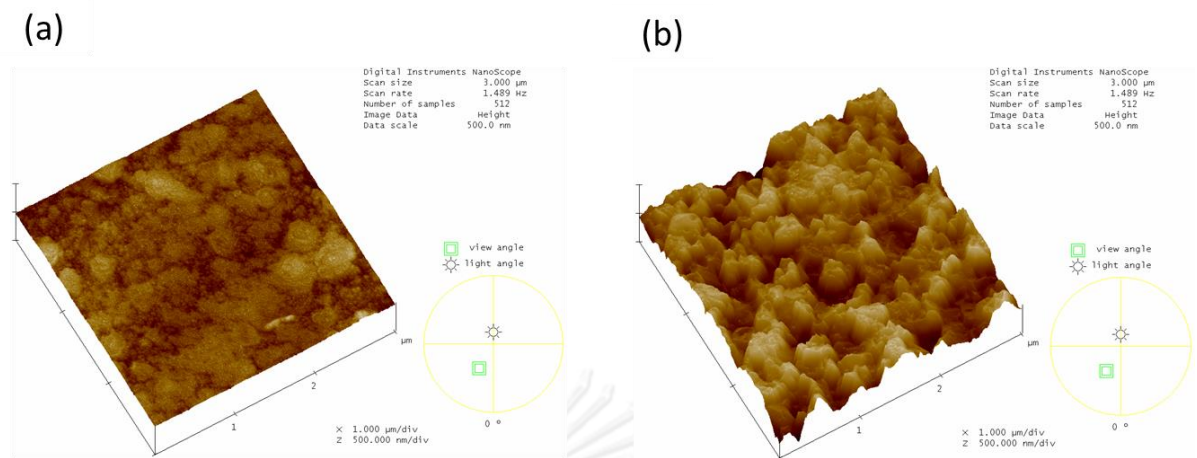 (a)
Digital Instruments NanoScope
Scan size 3.000 µm
Scan rate 1.489 Hz
Number of samples 512
Image Data Height
Data scale 500.0 nm
view angle
light angle
µm
2
1
X 1.000 µm/div
Z 500.000 nm/div
0 º
(b)
Digital Instruments NanoScope
Scan size 3.000 µm
Scan rate 1.489 Hz
Number of samples 512
Image Data Height
Data scale 500.0 nm
view angle
light angle
µm
2
1
X 1.000 µm/div
Z 500.000 nm/div
0 º